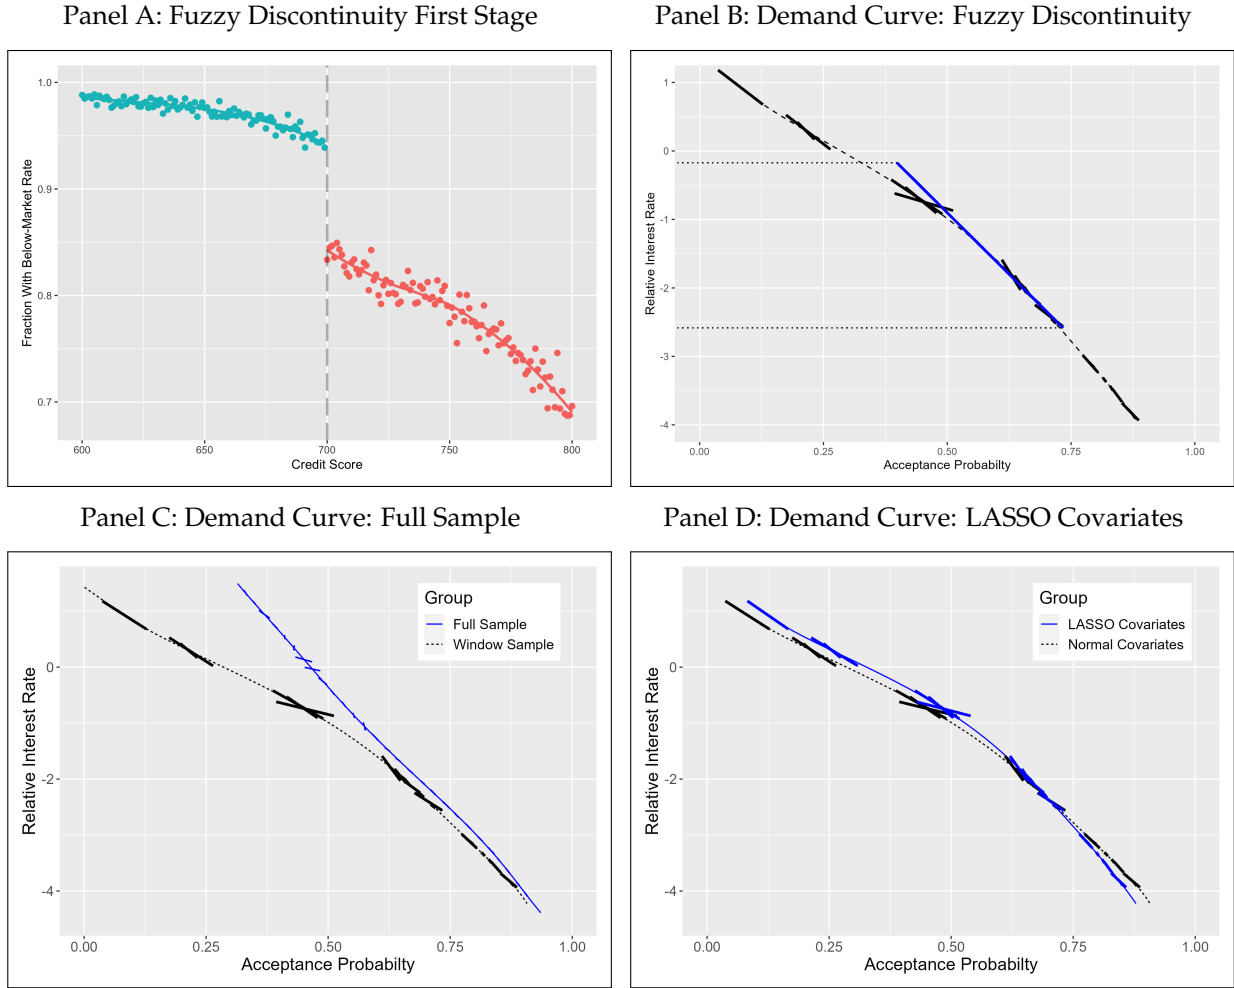 Panel A: Fuzzy Discontinuity First Stage
1.0
0.9
0.8
0.7
Fraction With Below-Market Rate
600
650
700
750
800
Credit Score
Panel B: Demand Curve: Fuzzy Discontinuity
1
0
-1
-2
-3
-4
Relative Interest Rate
0.00
0.25
0.50
0.75
1.00
Acceptance Probabilty
Panel C: Demand Curve: Full Sample
0
-2
-4
Relative Interest Rate
Group
Full Sample
Window Sample
0.00
0.25
0.50
0.75
1.00
Acceptance Probabilty
Panel D: Demand Curve: LASSO Covariates
0
-2
-4
Relative Interest Rate
Group
LASSO Covariates
Normal Covariates
0.00
0.25
0.50
0.75
1.00
Acceptance Probabilty